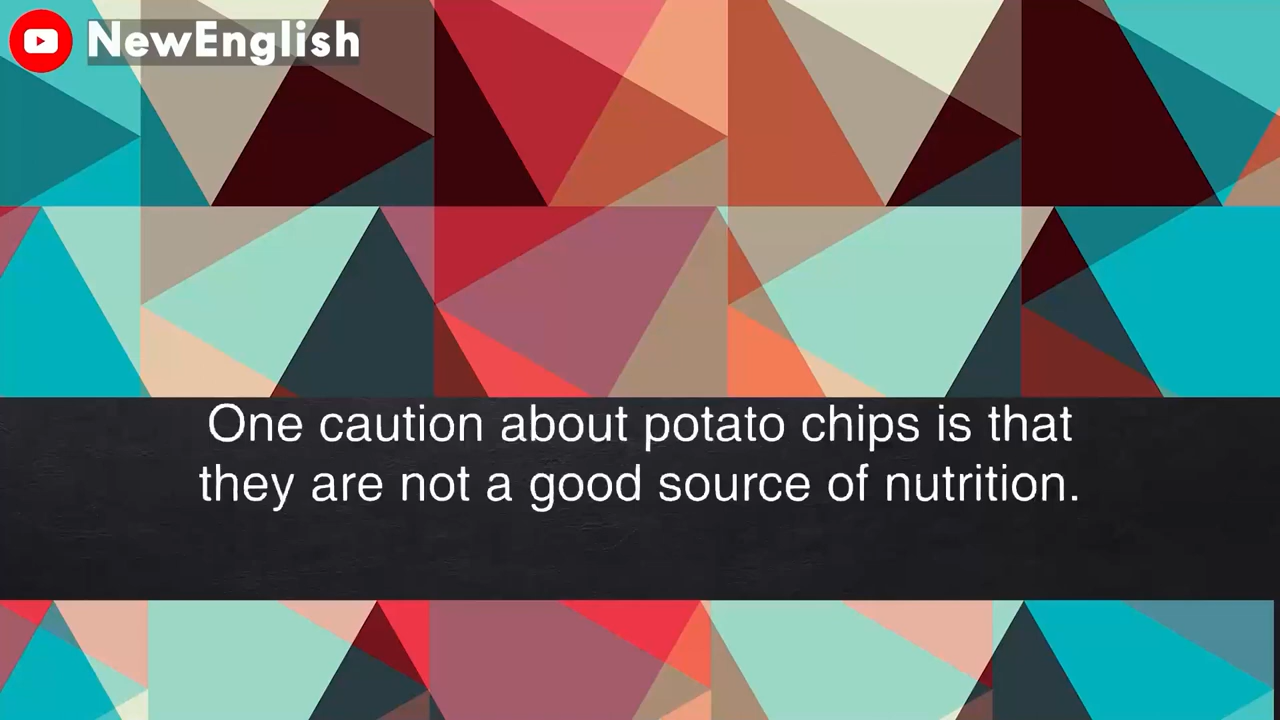 NewEnglish
One caution about potato chips is that
they are not a good source of nutrition.